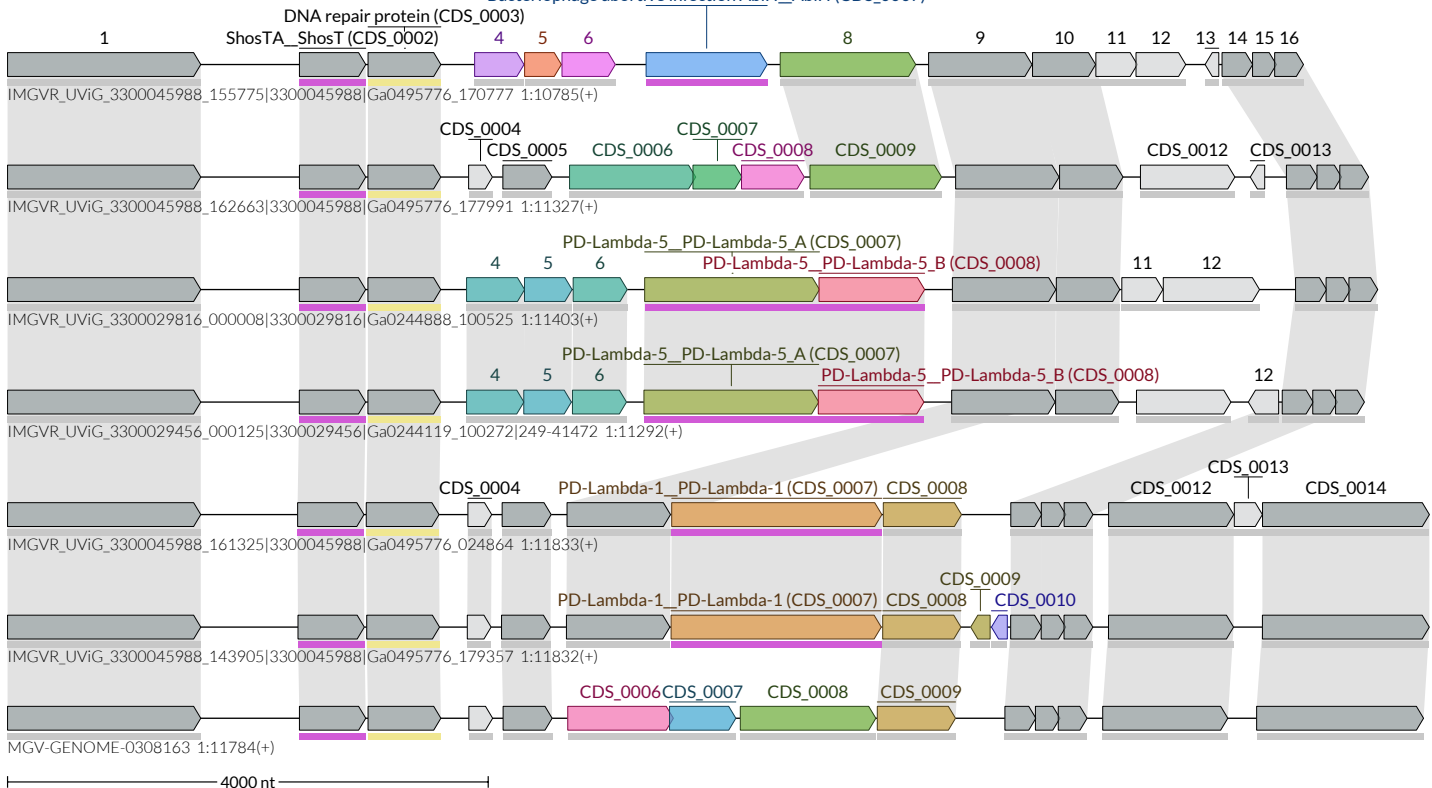 DNA repair protein (CDS_0003)
1 ShosTA__ShosT (CDS_0002) 4 5 6 8 9 10 11 12 13 14 15 16
IMGVR_UViG_3300045988_155775|3300045988|Ga0495776_170777 1:10785(+)
CDS_0004 CDS_0007
CDS_0005 CDS_0006 CDS_0008 CDS_0009 CDS_0012 CDS_0013
IMGVR_UViG_3300045988_162663|3300045988|Ga0495776_177991 1:11327(+)
PD-Lambda-5__PD-Lambda-5_A (CDS_0007)
4 5 6 PD-Lambda-5__PD-Lambda-5_B (CDS_0008) 11 12
IMGVR_UViG_3300029816_000008|3300029816|Ga0244888_100525 1:11403(+)
PD-Lambda-5__PD-Lambda-5_A (CDS_0007)
4 5 6 PD-Lambda-5__PD-Lambda-5_B (CDS_0008) 12
IMGVR_UViG_3300029456_000125|3300029456|Ga0244119_100272|249-41472 1:11292(+)
CDS_0013
CDS_0004 PD-Lambda-1__PD-Lambda-1 (CDS_0007) CDS_0008 CDS_0012 CDS_0014
IMGVR_UViG_3300045988_161325|3300045988|Ga0495776_024864 1:11833(+)
CDS_0009
PD-Lambda-1__PD-Lambda-1 (CDS_0007) CDS_0008 CDS_0010
IMGVR_UViG_3300045988_143905|3300045988|Ga0495776_179357 1:11832(+)
CDS_0006 CDS_0007 CDS_0008 CDS_0009
MGV-GENOME-0308163 1:11784(+)
4000 nt